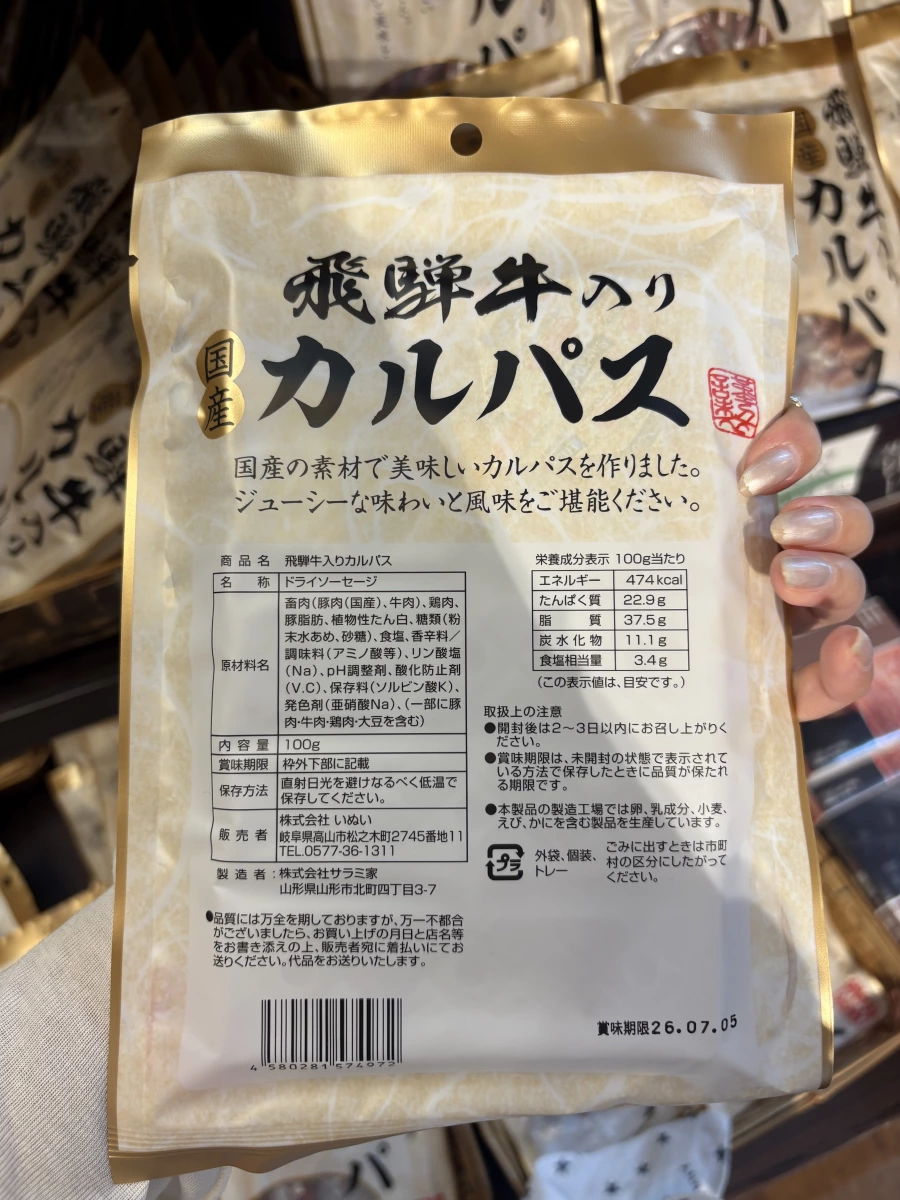 飛騨牛入り
国産
カルパス
国産の素材で美味しいカルパスを作りました。
ジューシーな味わいと風味をご堪能ください。
商品名 飛騨牛入りカルパス
名称 ドライソーセージ
原材料名
畜肉(豚肉(国産)、牛肉)、鶏肉、
豚脂肪、植物性たん白、糖類(粉
末水あめ、砂糖)、食塩、香辛料/
調味料(アミノ酸等)、リン酸塩
(Na)、pH調整剤、酸化防止剤
(V.C)、保存料(ソルビン酸K)、
発色剤(亜硝酸Na)、(一部に豚
肉・牛肉・鶏肉・大豆を含む)
内容量 100g
賞味期限 枠外下部に記載
保存方法
直射日光を避けなるべく低温で
保存してください。
販売者
株式会社 いぬい
岐阜県高山市松之木町2745番地11
TEL.0577-36-1311
製造者:株式会社サラミ家
山形県山形市北町四丁目3-7
●品質には万全を期しておりますが、万一不都合
がございましたら、お買い上げの月日と店名等
をお書き添えの上、販売者宛に着払いにてお
送りください。代品をお送りいたします。
4 580281 574972
栄養成分表示 100g当たり
エネルギー 474kcal
たんぱく質 22.9g
脂質 37.5g
炭水化物 11.1g
食塩相当量 3.4g
(この表示値は、目安です。)
取扱上の注意
●開封後は2〜3日以内にお召し上がりく
ださい。
●賞味期限は、未開封の状態で表示されて
いる方法で保存したときに品質が保たれ
る期限です。
●本製品の製造工場では卵、乳成分、小麦、
えび、かにを含む製品を生産しています。
プラ
外袋、個装、
トレー
ごみに出すときは市町
村の区分にしたがって
ください。
賞味期限26.07.05
飛騨牛入り
国産
カルパ